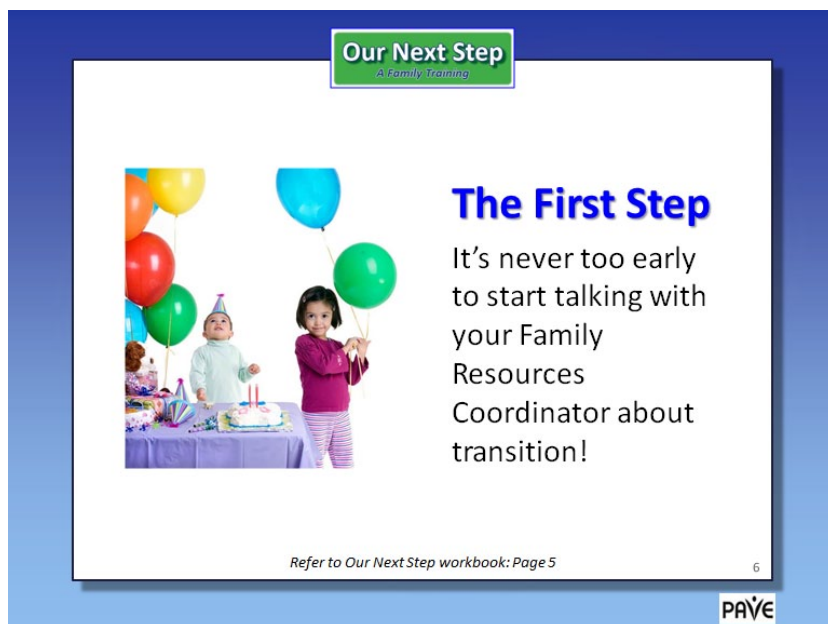 Our Next Step
A Family Training
The First Step
It's never too early
to start talking with
your Family
Resources
Coordinator about
transition!
Refer to Our Next Step workbook: Page 5
6
PAVE